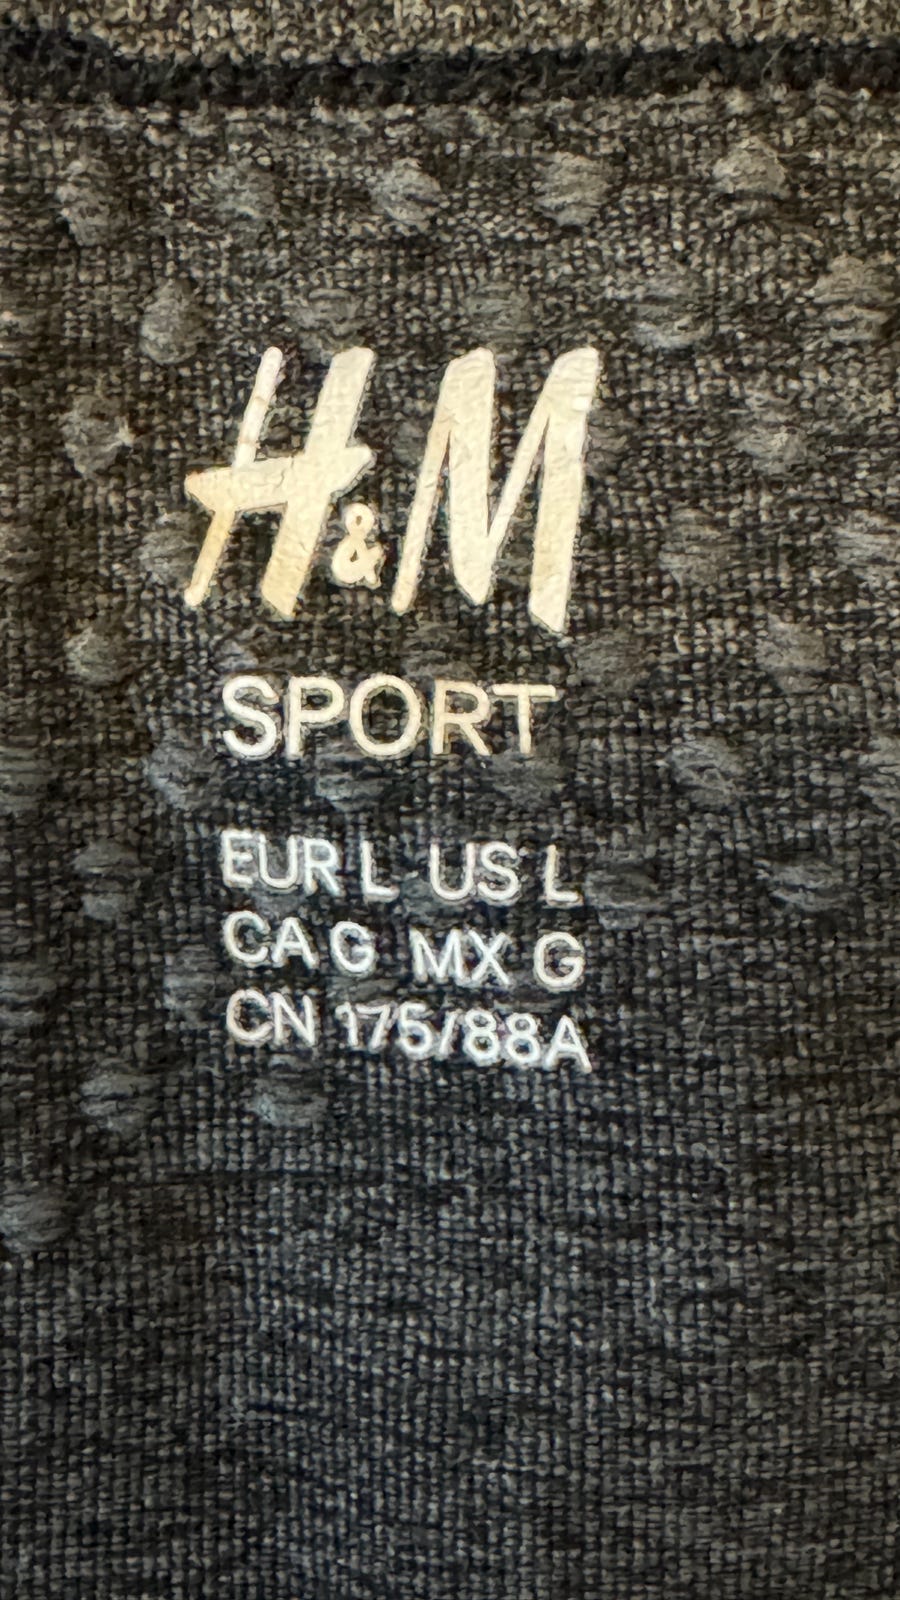 H&M
SPORT
EUR L US L
CA G MX G
CN 175/88A